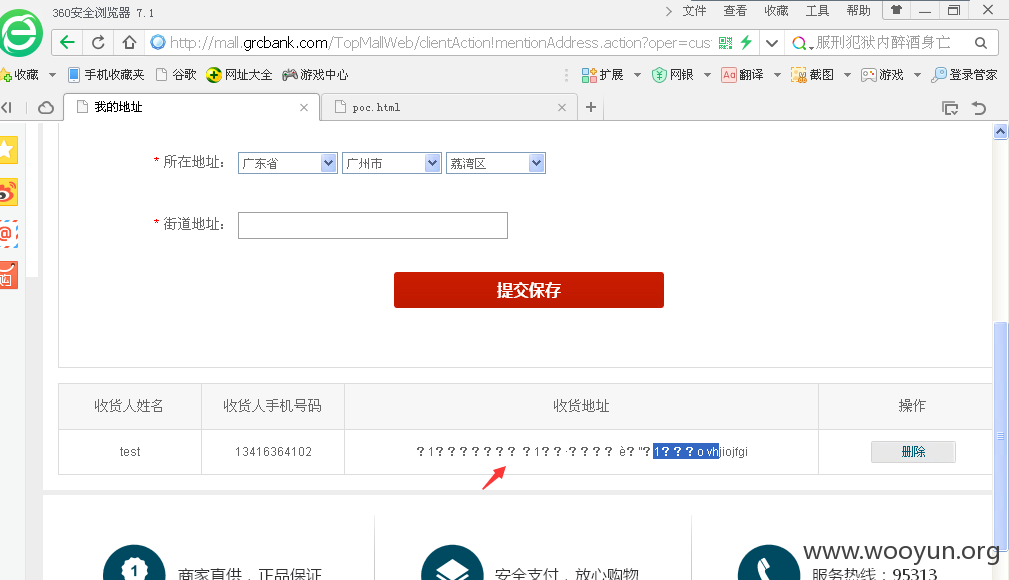 360安全浏览器 7.1
文件 查看 收藏 工具 帮助
http://mall.grcbank.com/TopMallWeb/clientAction!mentionAddress.action?oper=cus
服刑犯狱内醉酒身亡
收藏 手机收藏夹 谷歌 网址大全 游戏中心 扩展 网银 Aa 翻译 截图 游戏 登录管家
我的地址 poc.html
* 所在地址： 广东省 广州市 荔湾区
* 街道地址：
提交保存
收货人姓名 收货人手机号码 收货地址 操作
test 13416364102 ？1？？？？？？？ ？1？？·？？？？ è？"？1？？？o vhjiojfgi 删除
www.wooyun.org
1 商家直供，正品保证 安全支付，放心购物 服务热线：95313